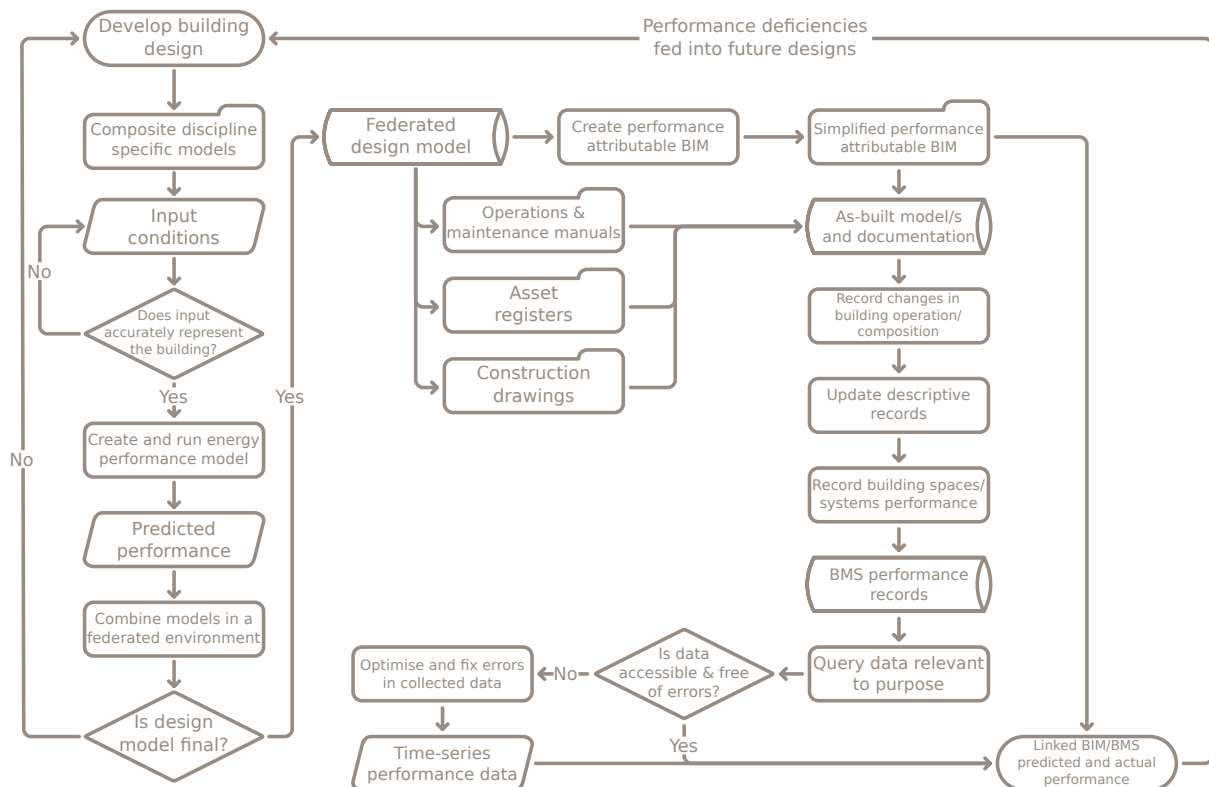 Develop building
design
Performance deficiencies
fed into future designs
Composite discipline
specific models
Federated
design model
Create performance
attributable BIM
Simplified performance
attributable BIM
Input
conditions
Operations &
maintenance manuals
As-built model/s
and documentation
No
Does input
accurately represent
the building?
Asset
registers
Record changes in
building operation/
composition
Yes
Yes
Construction
drawings
Update descriptive
records
Create and run energy
performance model
No
Record building spaces/
systems performance
Predicted
performance
BMS performance
records
Combine models in a
federated environment
Optimise and fix errors
in collected data
No
Is data
accessible & free
of errors?
Query data relevant
to purpose
Is design
model final?
Time-series
performance data
Yes
Linked BIM/BMS
predicted and actual
performance